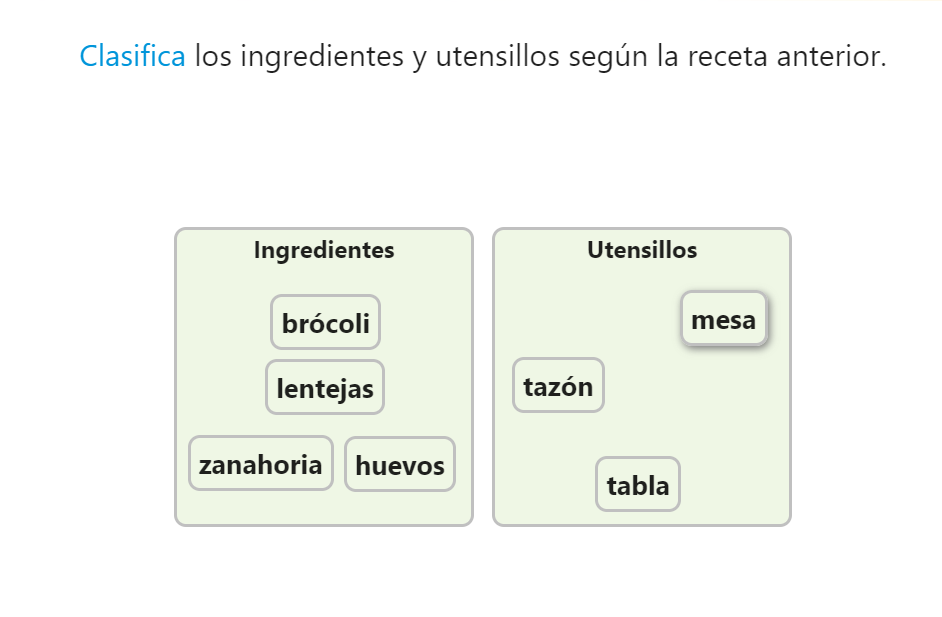 Clasifica los ingredientes y utensillos según la receta anterior.
Ingredientes
brócoli
lentejas
zanahoria huevos
Utensillos
mesa
tazón
tabla